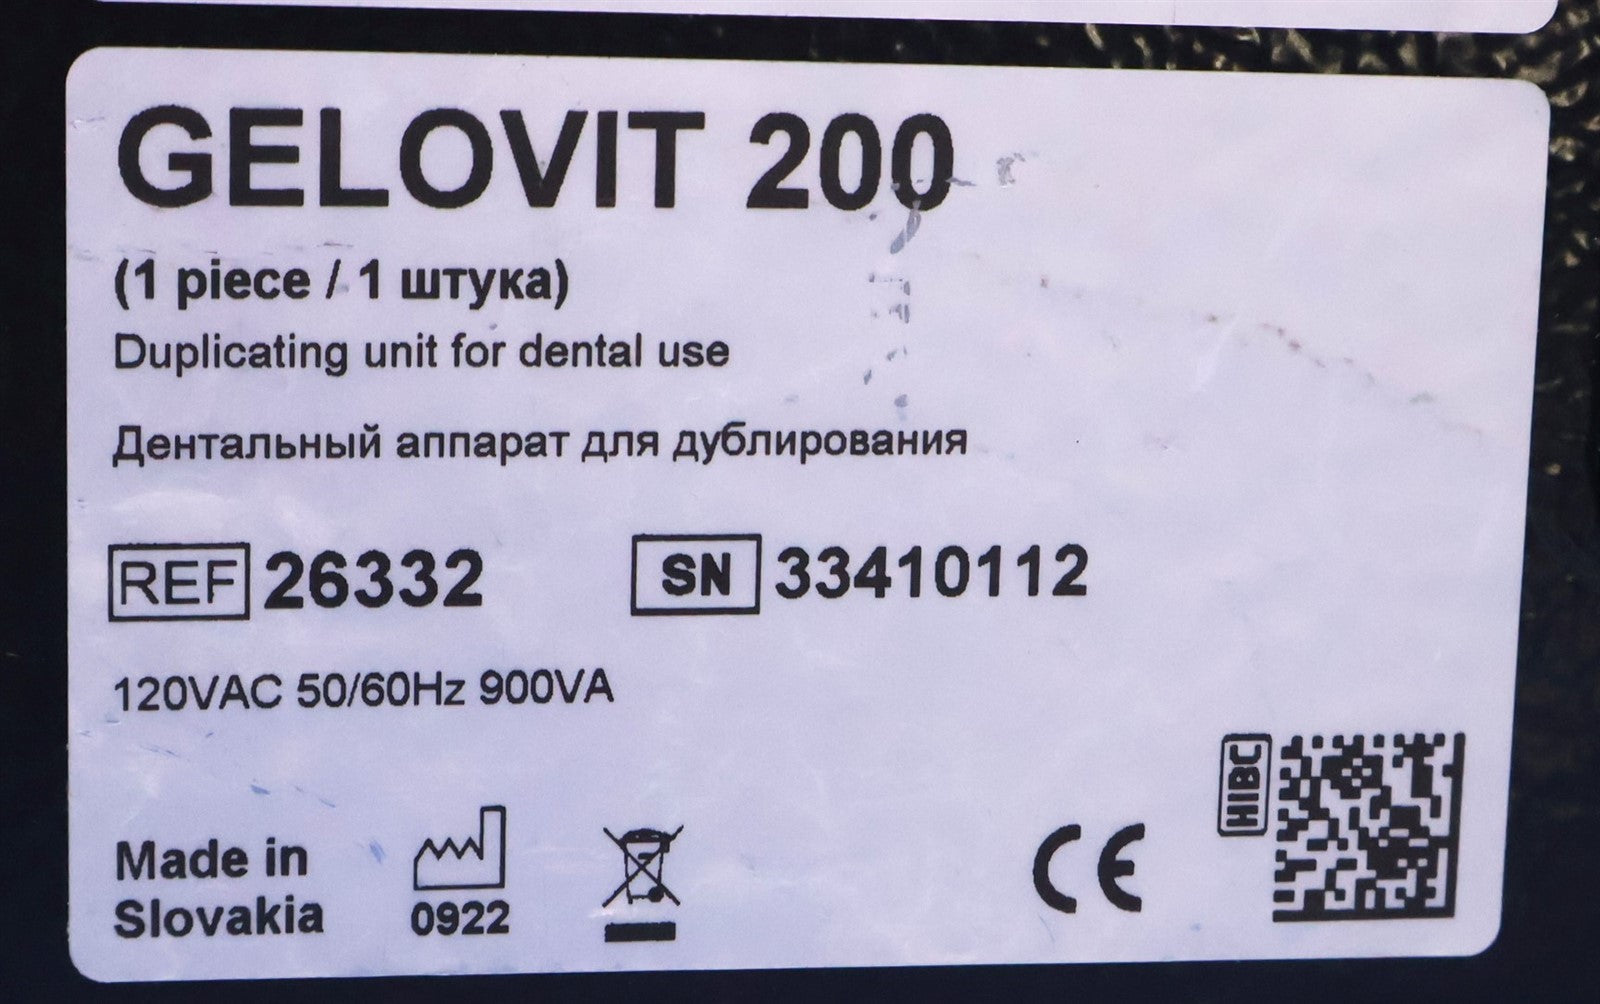 GELOVIT 200
(1 piece / 1 штука)
Duplicating unit for dental use
Дентальный аппарат для дублирования
REF 26332 SN 33410112
120VAC 50/60Hz 900VA
HIBC
Made in
Slovakia
0922
CE